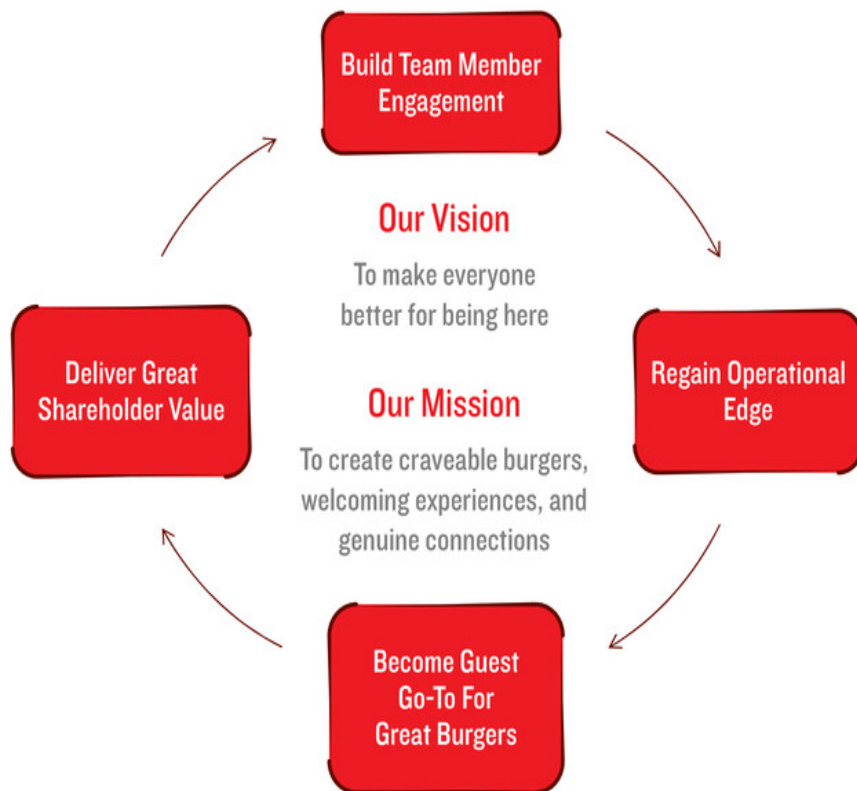 Build Team Member
Engagement
Our Vision
To make everyone
better for being here
Deliver Great
Shareholder Value
Regain Operational
Edge
Our Mission
To create craveable burgers,
welcoming experiences, and
genuine connections
Become Guest
Go-To For
Great Burgers